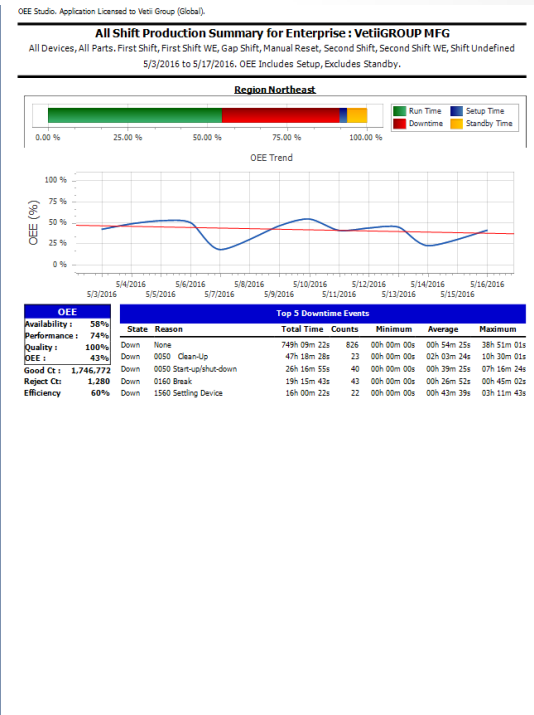 OEE Studio. Application Licensed to Vetii Group (Global).
All Shift Production Summary for Enterprise : VetiiGROUP MFG
All Devices, All Parts. First Shift, First Shift WE, Gap Shift, Manual Reset, Second Shift, Second Shift WE, Shift Undefined
5/3/2016 to 5/17/2016. OEE Includes Setup, Excludes Standby.
Region Northeast
Run Time Setup Time
Downtime Standby Time
0.00 % 25.00 % 50.00 % 75.00 % 100.00 %
OEE Trend
OEE (%)
100 %
75 %
50 %
25 %
0 %
5/4/2016 5/6/2016 5/8/2016 5/10/2016 5/12/2016 5/14/2016 5/16/2016
5/3/2016 5/5/2016 5/7/2016 5/9/2016 5/11/2016 5/13/2016 5/15/2016
OEE
Availability : 58%
Performance : 74%
Quality : 100%
OEE : 43%
Good Ct : 1,746,772
Reject Ct: 1,280
Efficiency 60%
Top 5 Downtime Events
State Reason Total Time Counts Minimum Average Maximum
Down None 749h 09m 22s 826 00h 00m 00s 00h 54m 25s 38h 51m 01s
Down 0050 Clean-Up 47h 18m 28s 23 00h 00m 00s 02h 03m 24s 10h 30m 01s
Down 0050 Start-up/shut-down 26h 16m 55s 40 00h 00m 00s 00h 39m 25s 07h 16m 24s
Down 0160 Break 19h 15m 43s 43 00h 00m 00s 00h 26m 52s 00h 45m 02s
Down 1560 Settling Device 16h 00m 22s 22 00h 00m 00s 00h 43m 39s 03h 11m 43s